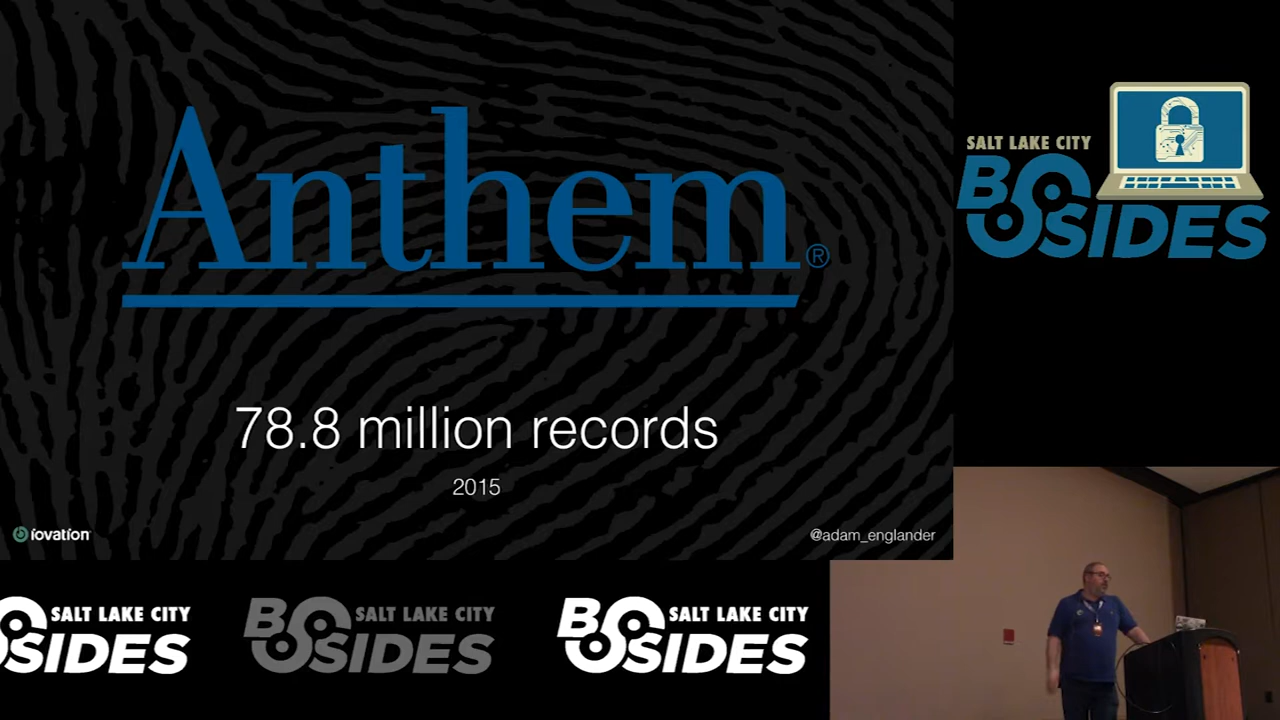 Anthem®
78.8 million records
2015
iovation
@adam_englander
SALT LAKE CITY
BSIDES
SALT LAKE CITY
SIDES
SALT LAKE CITY
BSIDES
SALT LAKE CITY
BSIDES